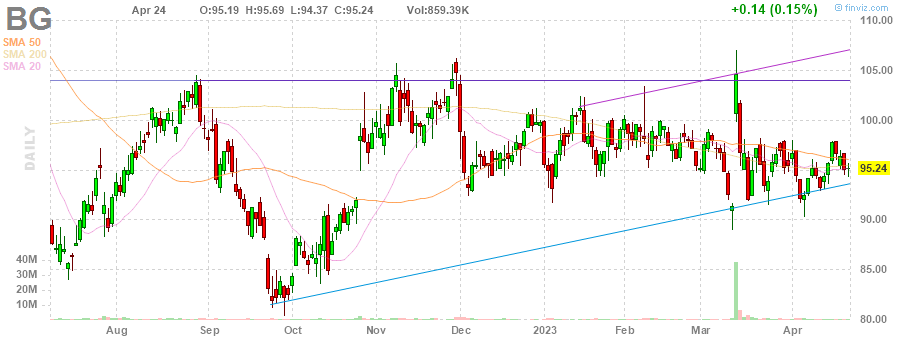 BG
Apr 24 O:95.19 H:95.69 L:94.37 C:95.24 Vol:859.39K
+0.14 (0.15%)
© finviz.com
SMA 50
SMA 200
SMA 20
DAILY
110.00
105.00
100.00
95.24
90.00
85.00
80.00
40M
30M
20M
10M
Aug Sep Oct Nov Dec 2023 Feb Mar Apr